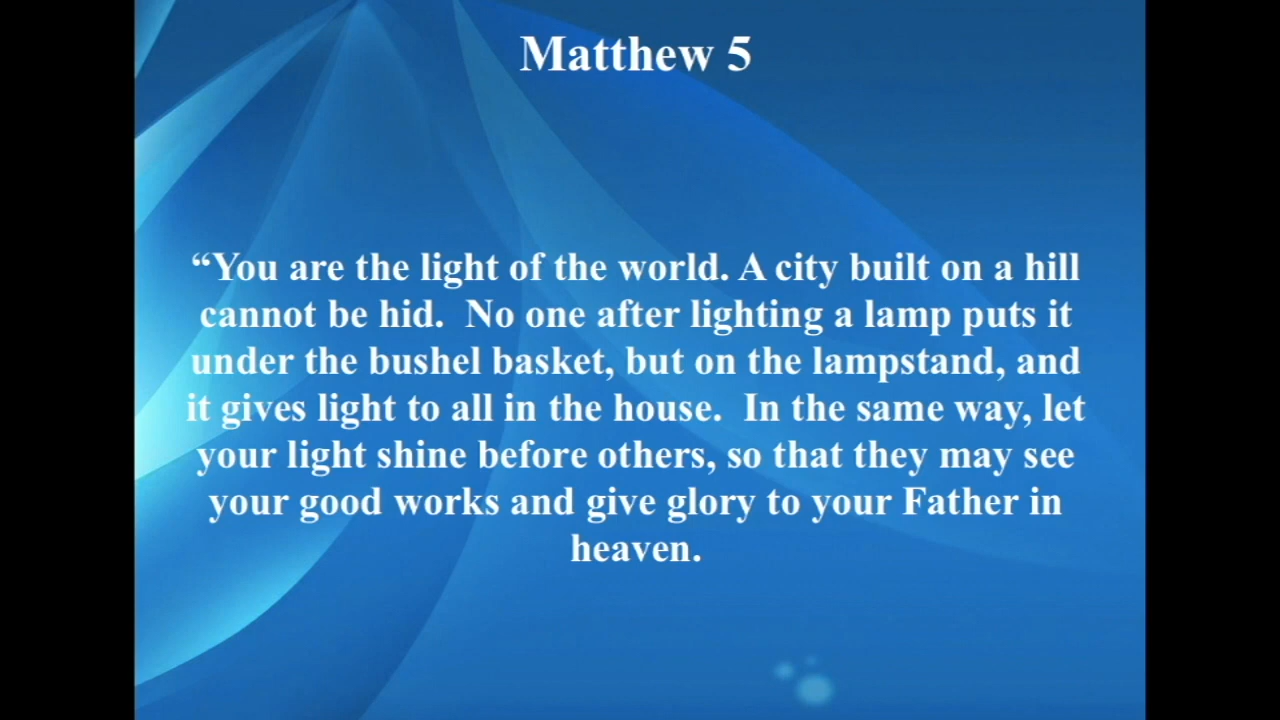 Matthew 5
“You are the light of the world. A city built on a hill
cannot be hid.  No one after lighting a lamp puts it
under the bushel basket, but on the lampstand, and
it gives light to all in the house.  In the same way, let
your light shine before others, so that they may see
your good works and give glory to your Father in
heaven.